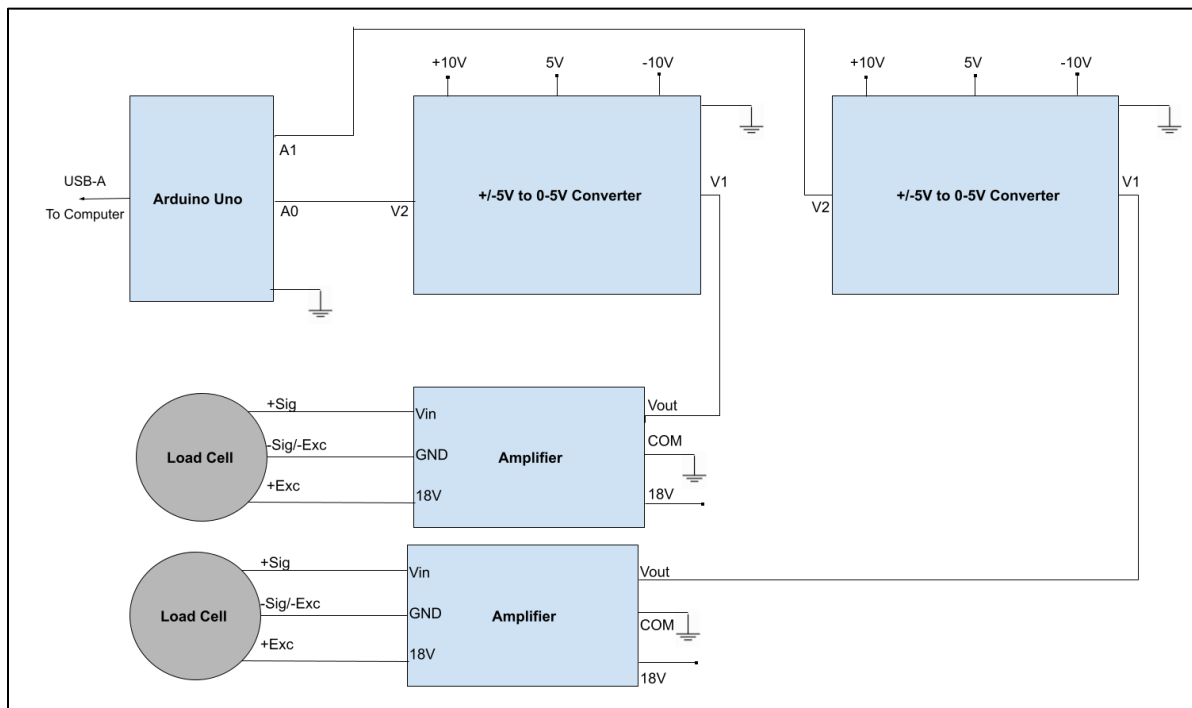 +10V
5V
-10V
+10V
5V
-10V
A1
USB-A
To Computer
Arduino Uno
A0
V2
+/-5V to 0-5V Converter
V1
V2
+/-5V to 0-5V Converter
V1
+Sig
-Sig/-Exc
+Exc
Load Cell
Vin
GND
18V
Amplifier
Vout
COM
18V
+Sig
-Sig/-Exc
+Exc
Load Cell
Vin
GND
18V
Amplifier
Vout
COM
18V